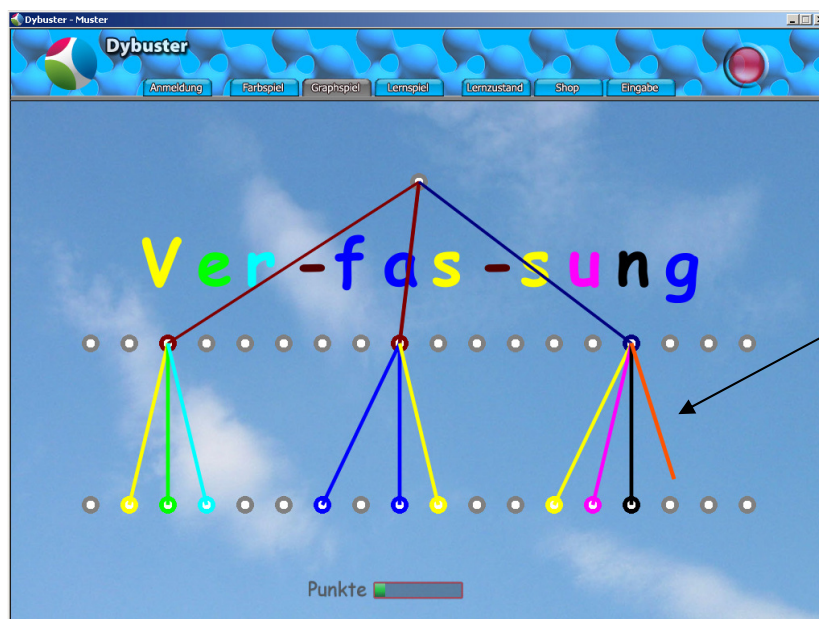 Dybuster - Muster
Dybuster
Anmeldung Farbspiel Graphspiel Lernspiel Lernzustand Shop Eingabe
Ver-fas-sung
Punkte